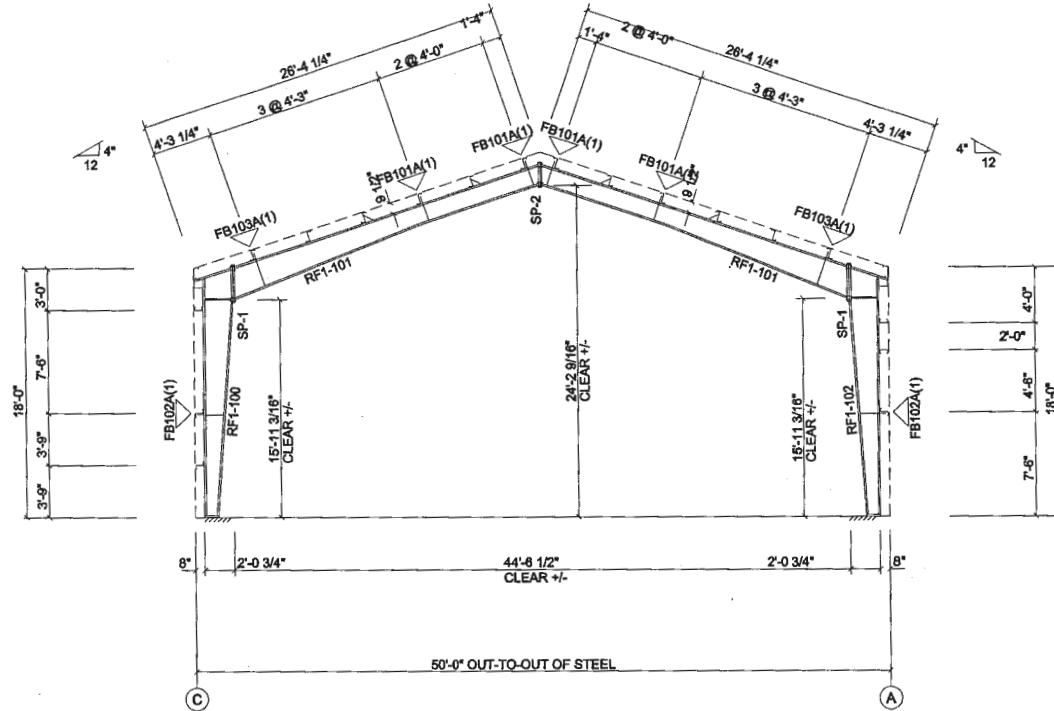 1'-4"
2 @ 4'-0"
26'-4 1/4"
3 @ 4'-3"
4'-3 1/4"
2 @ 4'-0"
1'-4"
26'-4 1/4"
3 @ 4'-3"
4'-3 1/4"
4"
12
4"
12
FB101A(1)
FB101A(1)
FB101A(1)
FB101A(1)
9 1/2"
9 1/2"
FB103A(1)
FB103A(1)
SP-2
RF1-101
RF1-101
SP-1
SP-1
18'-0"
3'-0"
7'-6"
3'-9"
3'-9"
FB102A(1)
RF1-100
15'-11 3/16"
CLEAR +/-
24'-2 9/16"
CLEAR +/-
15'-11 3/16"
CLEAR +/-
RF1-102
FB102A(1)
4'-0"
2'-0"
4'-6"
7'-6"
18'-0"
8"
2'-0 3/4"
44'-6 1/2"
CLEAR +/-
2'-0 3/4"
8"
50'-0" OUT-TO-OUT OF STEEL
C
A